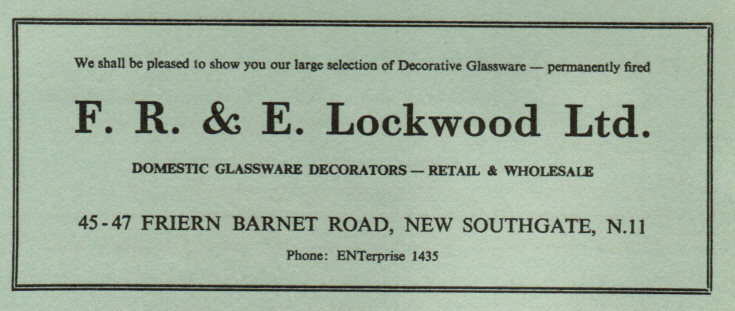 We shall be pleased to show you our large selection of Decorative Glassware — permanently fired
F. R. & E. Lockwood Ltd.
DOMESTIC GLASSWARE DECORATORS — RETAIL & WHOLESALE
45-47 FRIERN BARNET ROAD, NEW SOUTHGATE, N.11
Phone: ENTerprise 1435